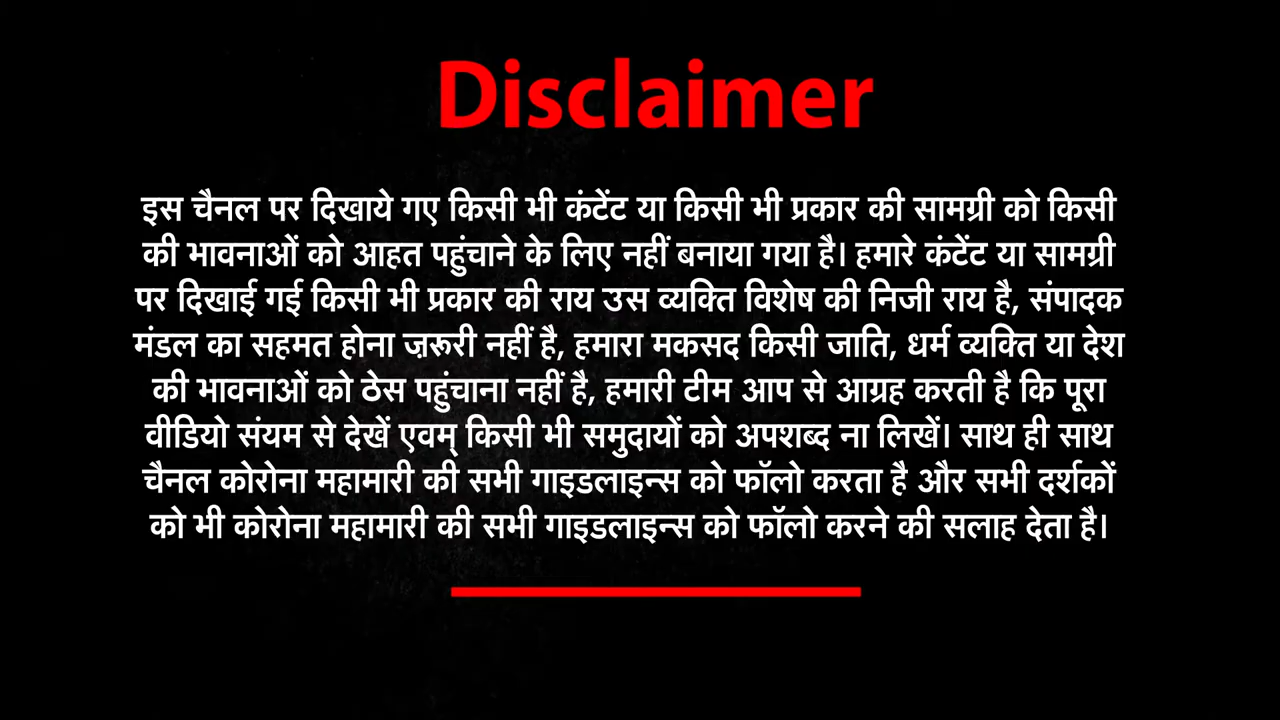 Disclaimer
इस चैनल पर दिखाये गए किसी भी कंटेंट या किसी भी प्रकार की सामग्री को किसी
की भावनाओं को आहत पहुंचाने के लिए नहीं बनाया गया है। हमारे कंटेंट या सामग्री
पर दिखाई गई किसी भी प्रकार की राय उस व्यक्ति विशेष की निजी राय है, संपादक
मंडल का सहमत होना ज़रूरी नहीं है, हमारा मकसद किसी जाति, धर्म व्यक्ति या देश
की भावनाओं को ठेस पहुंचाना नहीं है, हमारी टीम आप से आग्रह करती है कि पूरा
वीडियो संयम से देखें एवम् किसी भी समुदायों को अपशब्द ना लिखें। साथ ही साथ
चैनल कोरोना महामारी की सभी गाइडलाइन्स को फॉलो करता है और सभी दर्शकों
को भी कोरोना महामारी की सभी गाइडलाइन्स को फॉलो करने की सलाह देता है।